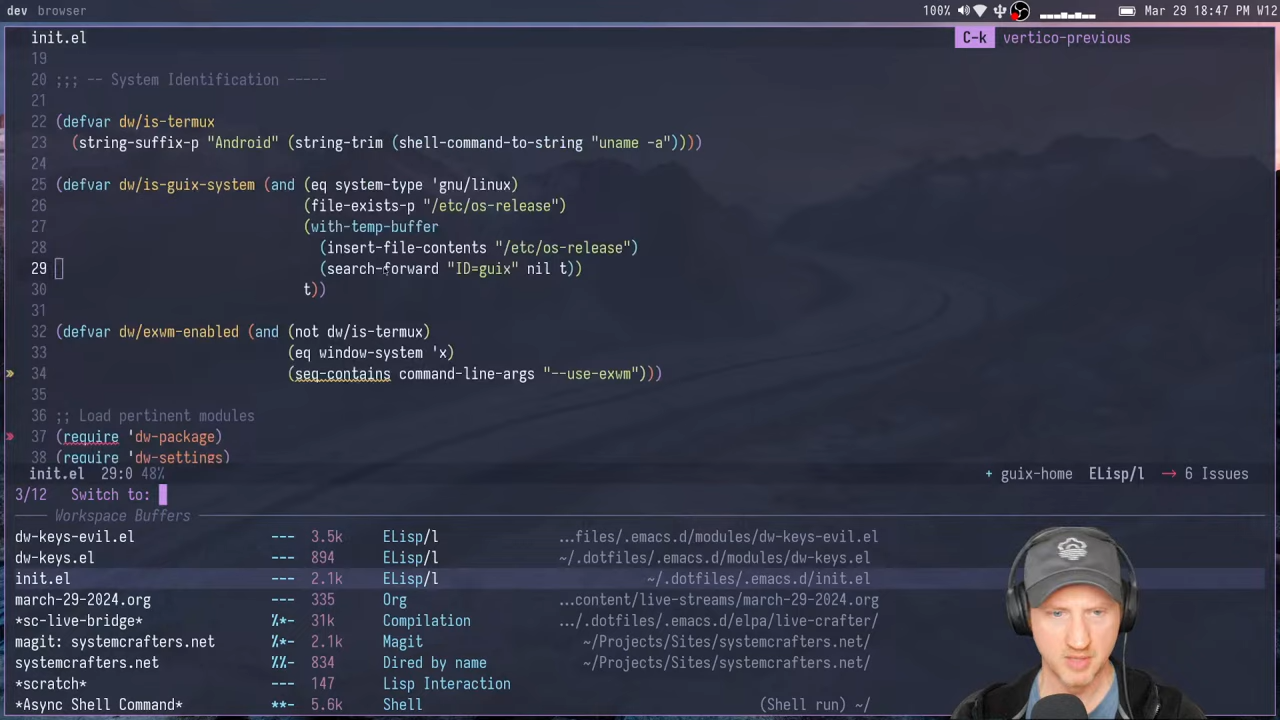 dev browser 100% Mar 29 18:47 PM W12
init.el C-k vertico-previous
19
20 ;;; -- System Identification -----
21
22 (defvar dw/is-termux
23 (string-suffix-p "Android" (string-trim (shell-command-to-string "uname -a"))))
24
25 (defvar dw/is-guix-system (and (eq system-type 'gnu/linux)
26 (file-exists-p "/etc/os-release")
27 (with-temp-buffer
28 (insert-file-contents "/etc/os-release")
29 (search-forward "ID=guix" nil t))
30 t))
31
32 (defvar dw/exwm-enabled (and (not dw/is-termux)
33 (eq window-system 'x)
» 34 (seq-contains command-line-args "--use-exwm")))
35
36 ;; Load pertinent modules
» 37 (require 'dw-package)
38 (require 'dw-settings)
init.el 29:0 48% + guix-home ELisp/l → 6 Issues
3/12 Switch to:
Workspace Buffers
dw-keys-evil.el --- 3.5k ELisp/l ...files/.emacs.d/modules/dw-keys-evil.el
dw-keys.el --- 894 ELisp/l ~/.dotfiles/.emacs.d/modules/dw-keys.el
init.el --- 2.1k ELisp/l ~/.dotfiles/.emacs.d/init.el
march-29-2024.org --- 335 Org ...content/live-streams/march-29-2024.org
*sc-live-bridge* %*- 31k Compilation .../.dotfiles/.emacs.d/elpa/live-crafter/
magit: systemcrafters.net %*- 2.1k Magit ~/Projects/Sites/systemcrafters.net/
systemcrafters.net %%- 834 Dired by name ~/Projects/Sites/systemcrafters.net/
*scratch* --- 147 Lisp Interaction
*Async Shell Command* **- 5.6k Shell (Shell run) ~/